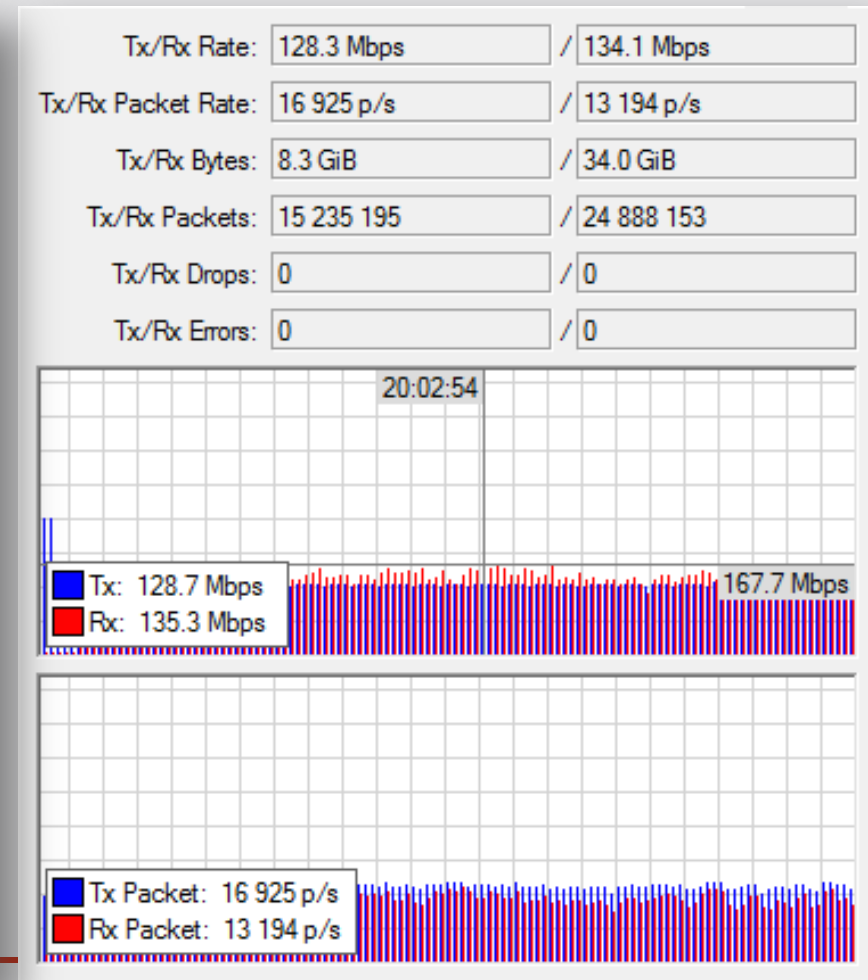 Tx/Rx Rate: 128.3 Mbps / 134.1 Mbps
Tx/Rx Packet Rate: 16 925 p/s / 13 194 p/s
Tx/Rx Bytes: 8.3 GiB / 34.0 GiB
Tx/Rx Packets: 15 235 195 / 24 888 153
Tx/Rx Drops: 0 / 0
Tx/Rx Errors: 0 / 0
20:02:54
Tx: 128.7 Mbps
167.7 Mbps
Rx: 135.3 Mbps
Tx Packet: 16 925 p/s
Rx Packet: 13 194 p/s